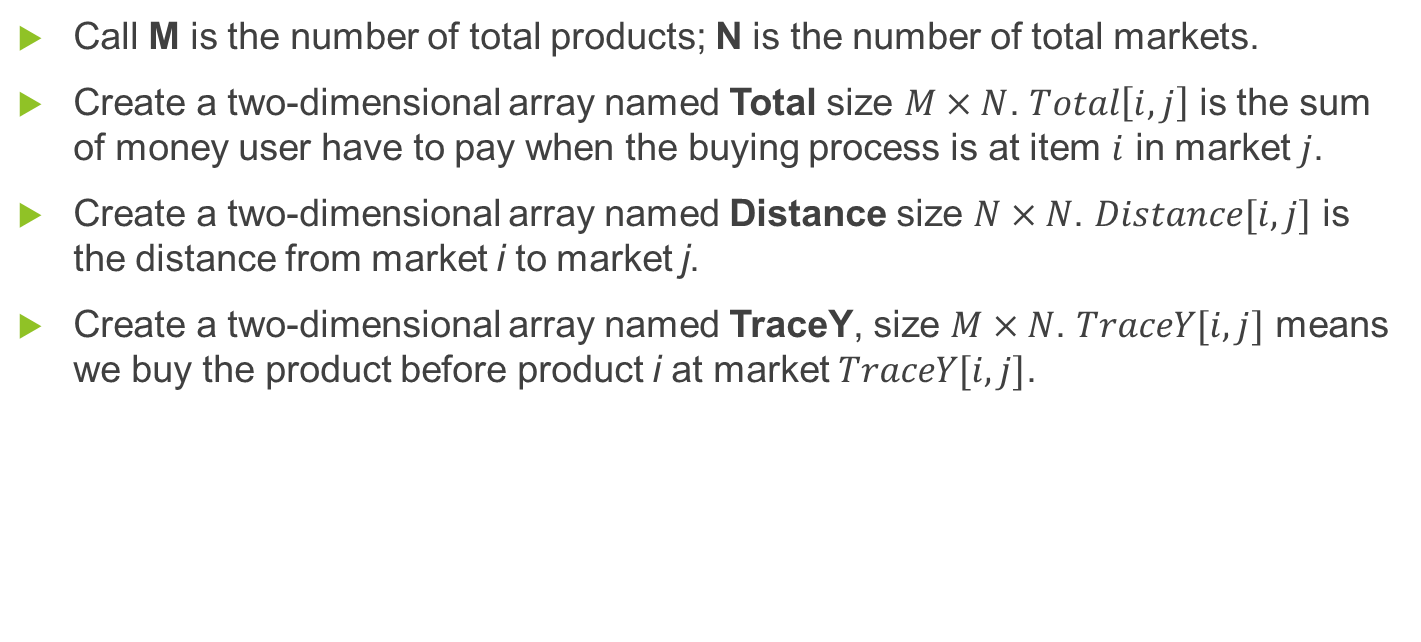 Call M is the number of total products; N is the number of total markets.
Create a two-dimensional array named Total size M × N. Total[i, j] is the sum
of money user have to pay when the buying process is at item i in market j.
Create a two-dimensional array named Distance size N × N. Distance[i, j] is
the distance from market i to market j.
Create a two-dimensional array named TraceY, size M × N. TraceY[i, j] means
we buy the product before product i at market TraceY[i, j].